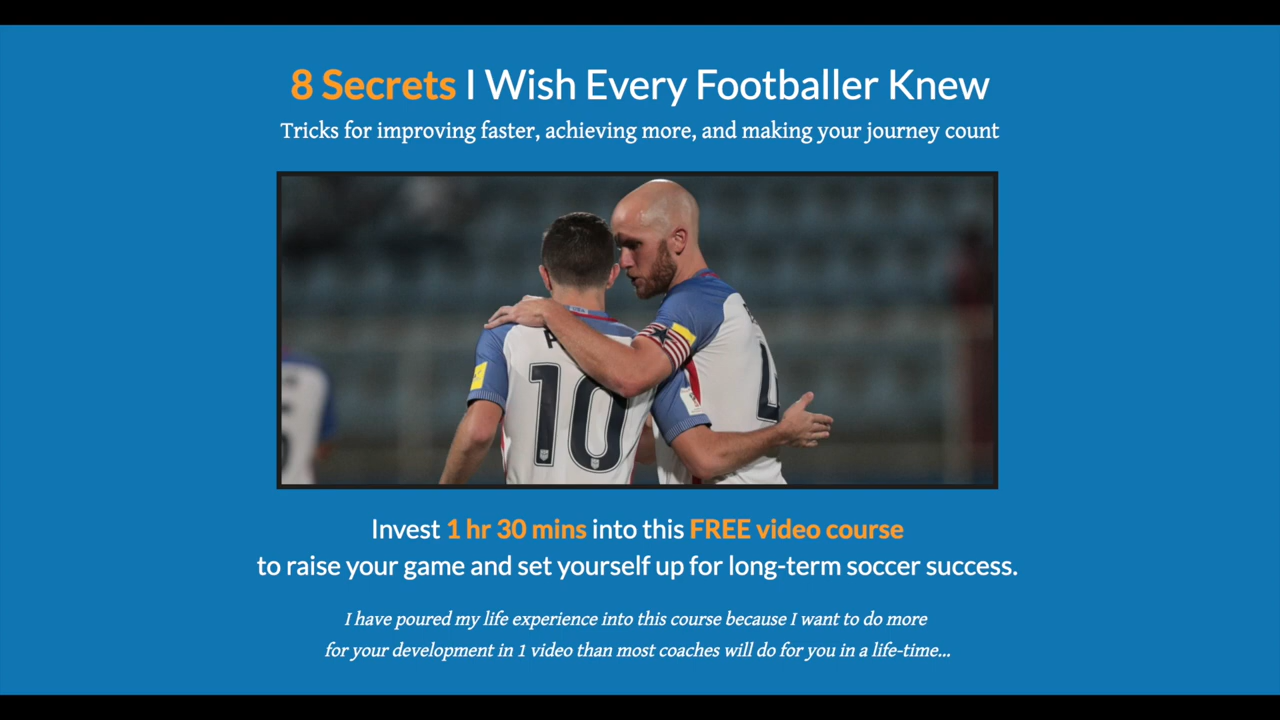 8 Secrets I Wish Every Footballer Knew
Tricks for improving faster, achieving more, and making your journey count
10
Invest 1 hr 30 mins into this FREE video course
to raise your game and set yourself up for long-term soccer success.
I have poured my life experience into this course because I want to do more
for your development in 1 video than most coaches will do for you in a life-time...